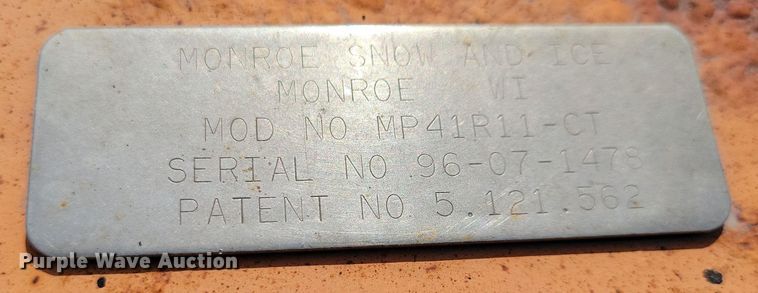 MONROE SNOW AND ICE
MONROE WI
MOD NO MP41R11-CT
SERIAL NO 96-07-1478
PATENT NO. 5.121.562
Purple Wave Auction